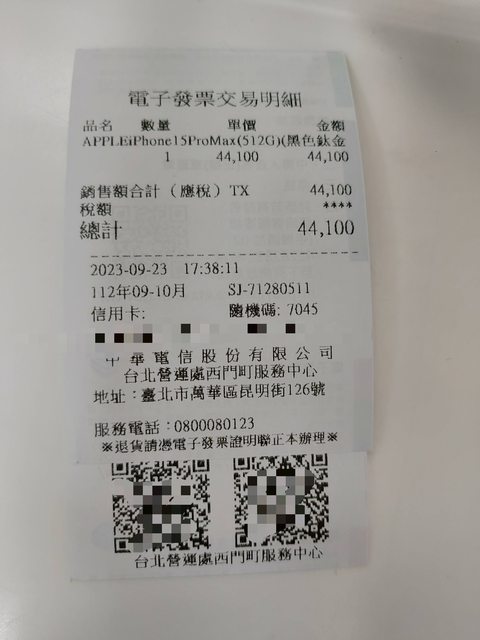 電子發票交易明細
品名 數量 單價 金額
APPLEiPhone15ProMax(512G)(黑色鈦金
1 44,100 44,100
銷售額合計（應稅）TX 44,100
稅額 ****
總計 44,100
2023-09-23 17:38:11
112年09-10月 SJ-71280511
信用卡: 隨機碼: 7045
中華電信股份有限公司
台北營運處西門町服務中心
地址：臺北市萬華區昆明街126號
服務電話：0800080123
※退貨請憑電子發票證明聯正本辦理※
台北營運處西門町服務中心